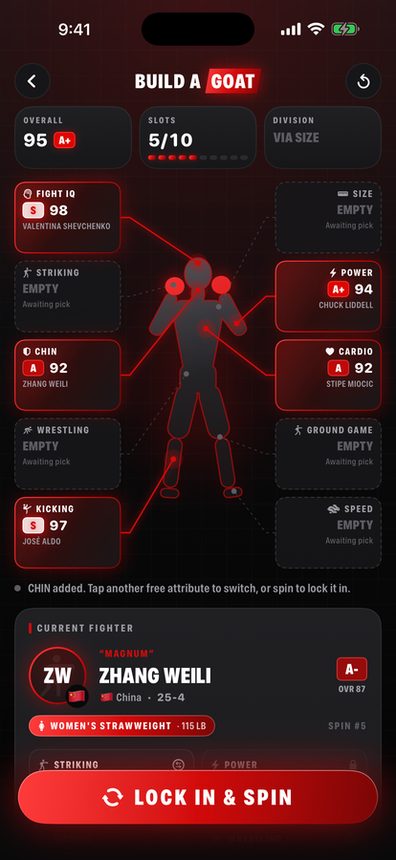 9:41
BUILD A GOAT
OVERALL
95 A+
SLOTS
5/10
DIVISION
VIA SIZE
FIGHT IQ
S 98
VALENTINA SHEVCHENKO
SIZE
EMPTY
Awaiting pick
STRIKING
EMPTY
Awaiting pick
POWER
A+ 94
CHUCK LIDDELL
CHIN
A 92
ZHANG WEILI
CARDIO
A 92
STIPE MIOCIC
WRESTLING
EMPTY
Awaiting pick
GROUND GAME
EMPTY
Awaiting pick
KICKING
S 97
JOSÉ ALDO
SPEED
EMPTY
Awaiting pick
CHIN added. Tap another free attribute to switch, or spin to lock it in.
CURRENT FIGHTER
ZW
"MAGNUM"
ZHANG WEILI
China · 25-4
A-
OVR 87
WOMEN'S STRAWWEIGHT · 115 LB
SPIN #5
STRIKING
POWER
LOCK IN & SPIN